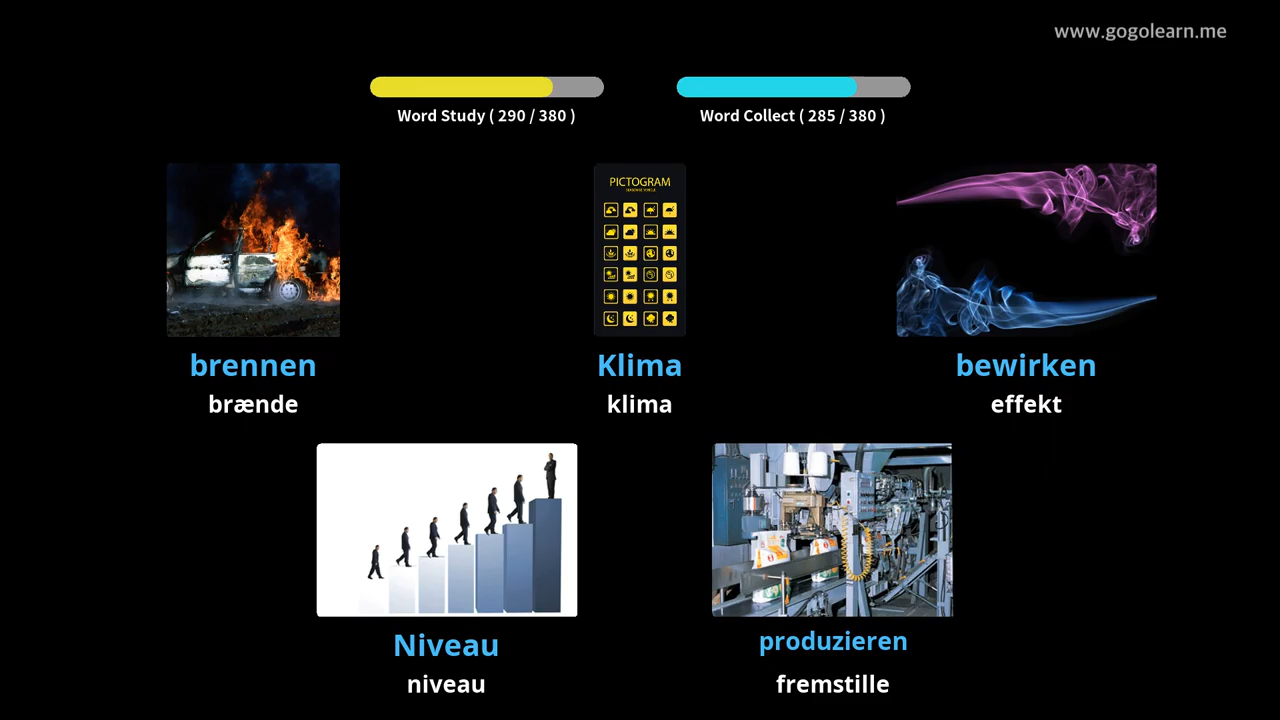 www.gogolearn.me
Word Study ( 290 / 380 )
Word Collect ( 285 / 380 )
PICTOGRAM
brennen
Klima
bewirken
brænde
klima
effekt
Niveau
produzieren
niveau
fremstille